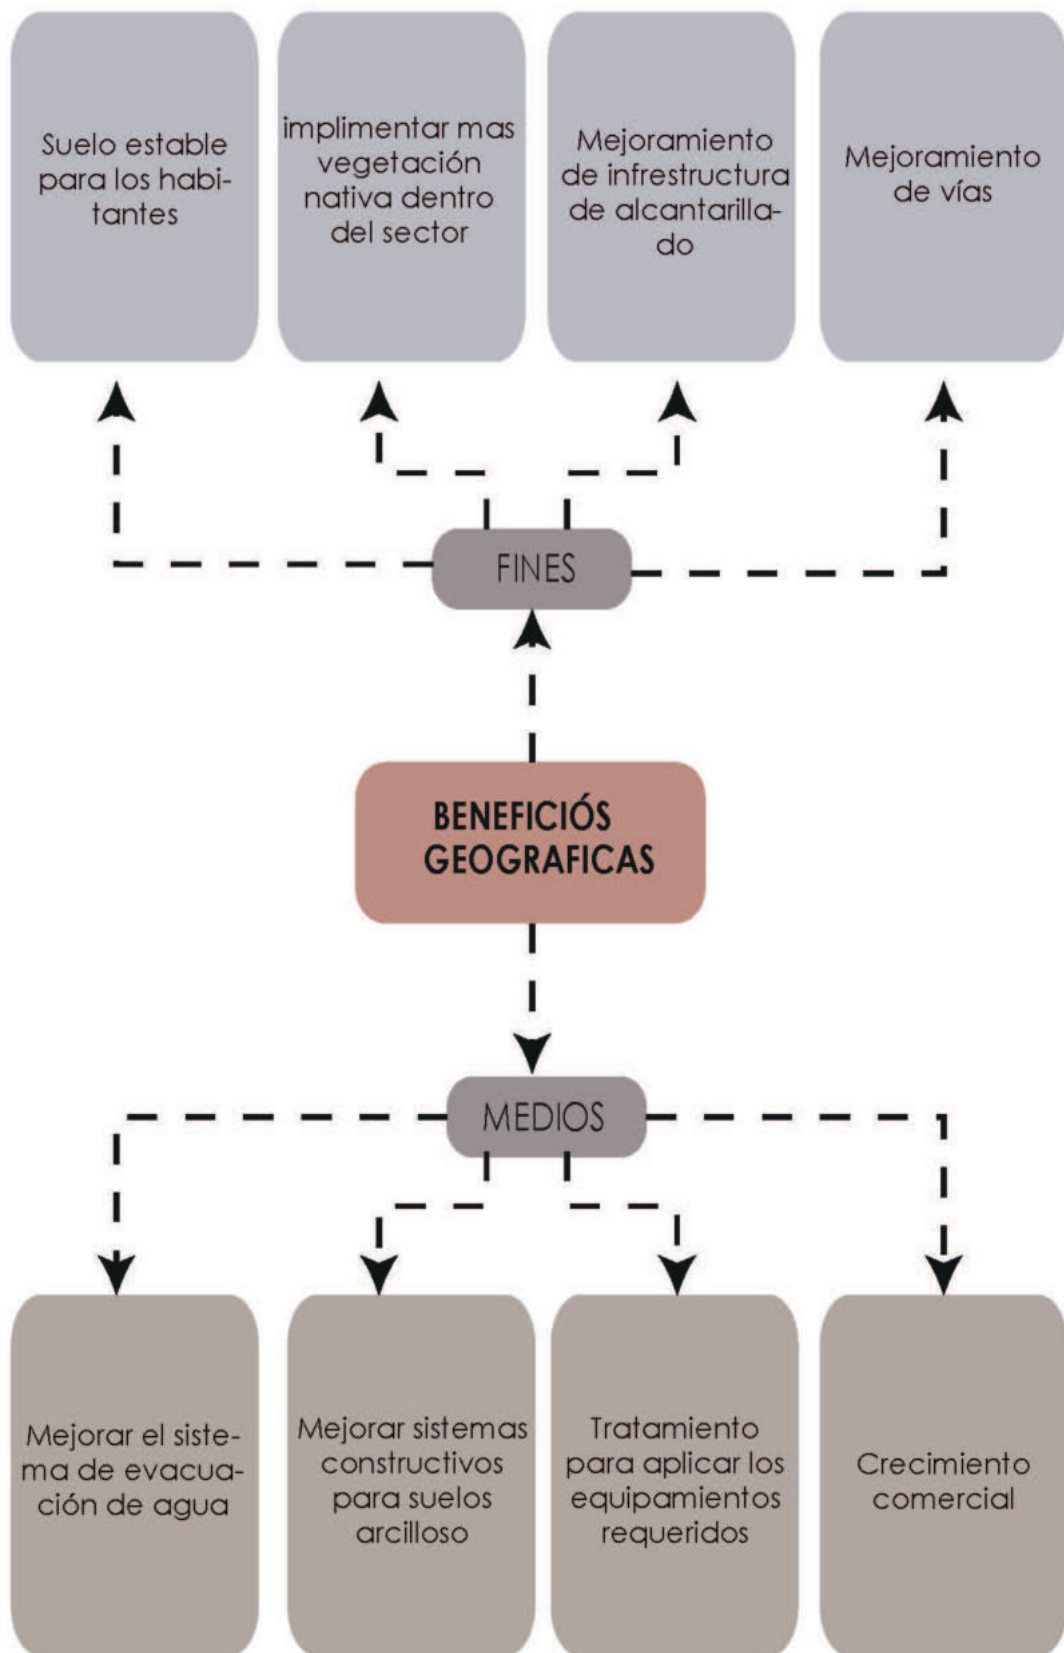 Suelo estable
para los habi-
tantes
implimentar mas
vegetación
nativa dentro
del sector
Mejoramiento
de infrestructura
de alcantarilla-
do
Mejoramiento
de vías
FINES
BENEFICIÓS
GEOGRAFICAS
MEDIOS
Mejorar el siste-
ma de evacua-
ción de agua
Mejorar sistemas
constructivos
para suelos
arcilloso
Tratamiento
para aplicar los
equipamientos
requeridos
Crecimiento
comercial